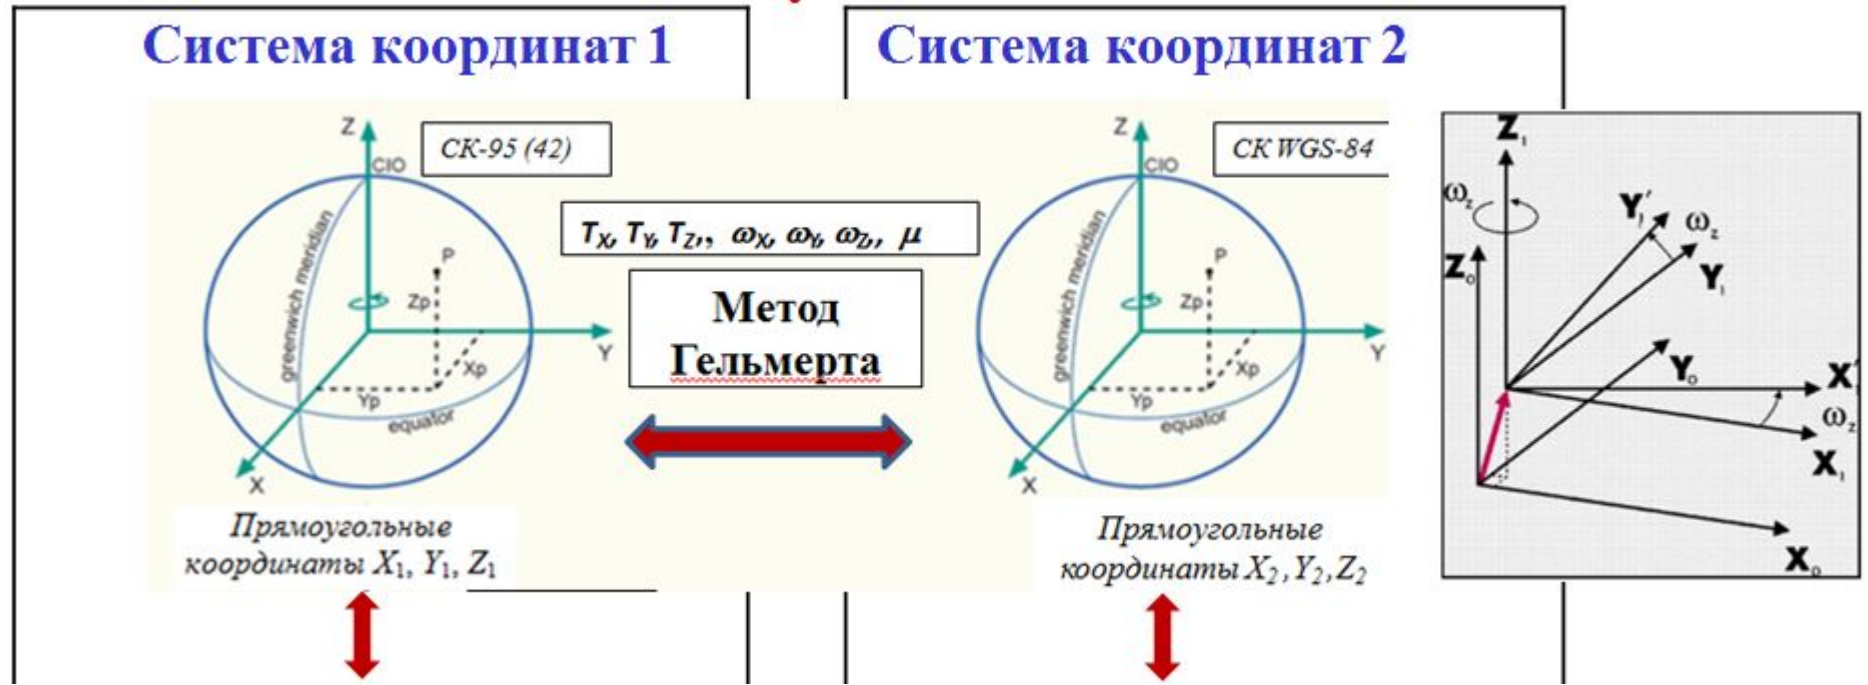 Система координат 1
Система координат 2
Z
CIO
СК-95 (42)
greenwich meridian
P
Zp
Xp
Yp
Y
equator
X
Прямоугольные
координаты X1, Y1, Z1
TX, TY, TZ,, ωX, ωY, ωZ,, μ
Метод
Гельмерта
Z
CIO
СК WGS-84
greenwich meridian
P
Zp
Xp
Yp
Y
equator
X
Прямоугольные
координаты X2, Y2, Z2
Z1
ωz
Y1′
ωz
Y1
Z0
Y0
X1′
ωz
X1
X0